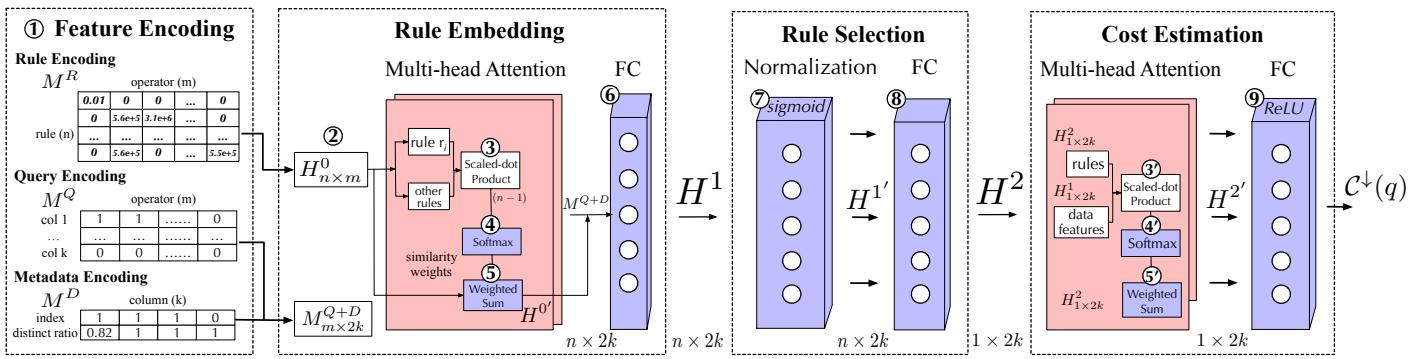 ① Feature Encoding
Rule Encoding
M^R operator (m)
0.01 0 0 ... 0
0 5.6e+5 3.1e+6 ... 0
rule (n) ... ... ... ... ...
0 5.6e+5 0 ... 5.5e+5
Query Encoding
M^Q operator (m)
col 1 1 1 ...... 0
... ... ... ...... ...
col k 0 0 ...... 0
Metadata Encoding
M^D column (k)
index 1 1 1 0
distinct ratio 0.82 1 1 1
Rule Embedding
Multi-head Attention
FC
②
H^0_{n×m}
M^{Q+D}_{m×2k}
rule r_i
other
rules
③
Scaled-dot
Product
(n−1)
④
Softmax
similarity
weights
⑤
Weighted
Sum
H^{0'}
M^{Q+D}
⑥
n × 2k
H^1
n × 2k
Rule Selection
Normalization
FC
⑦
sigmoid
H^{1'}
n × 2k
⑧
H^2
1 × 2k
Cost Estimation
Multi-head Attention
FC
H^2_{1×2k}
rules
H^1_{1×2k}
data
features
3'
Scaled-dot
Product
4'
Softmax
5'
Weighted
Sum
H^2_{1×2k}
H^{2'}
1 × 2k
⑨
ReLU
C^↓(q)